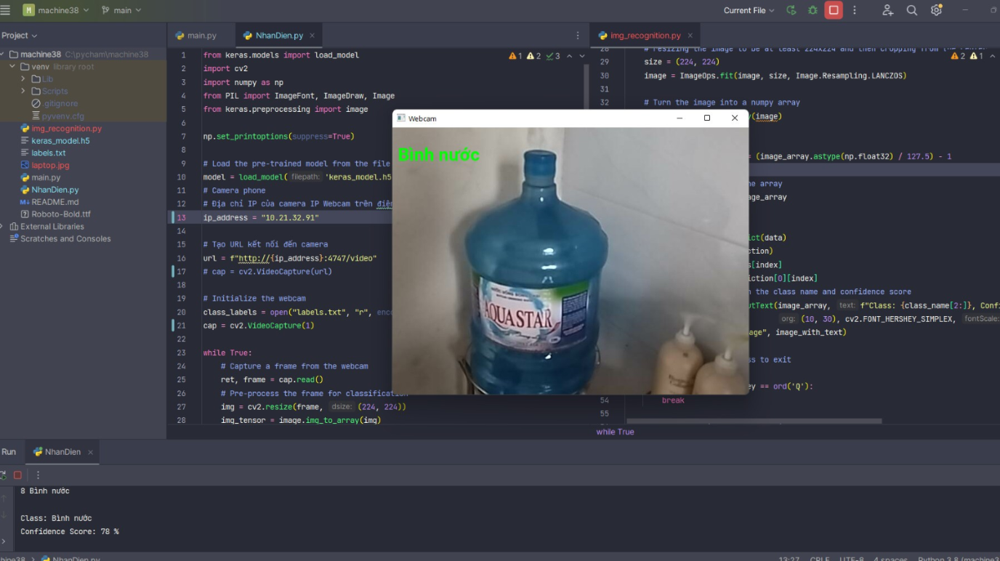 machine38
main
Current File
Project
machine38 C:\pycham\machine38
venv library root
Lib
Scripts
.gitignore
pyvenv.cfg
img_recognition.py
keras_model.h5
labels.txt
laptop.jpg
main.py
NhanDien.py
README.md
Roboto-Bold.ttf
External Libraries
Scratches and Consoles
main.py
NhanDien.py
1 2 3
1 from keras.models import load_model
2 import cv2
3 import numpy as np
4 from PIL import ImageFont, ImageDraw, Image
5 from keras.preprocessing import image
6
7 np.set_printoptions(suppress=True)
8
9 # Load the pre-trained model from the file
10 model = load_model( filepath: 'keras_model.h5
11 # Camera phone
12 # Địa chỉ IP của camera IP Webcam trên điện
13 ip_address = "10.21.32.91"
14
15 # Tạo URL kết nối đến camera
16 url = f"http://{ip_address}:4747/video"
17 # cap = cv2.VideoCapture(url)
18
19 # Initialize the webcam
20 class_labels = open("labels.txt", "r", enco
21 cap = cv2.VideoCapture(1)
22
23 while True:
24 # Capture a frame from the webcam
25 ret, frame = cap.read()
26 # Pre-process the frame for classification
27 img = cv2.resize(frame, dsize: (224, 224))
28 img_tensor = image.img_to_array(img)
img_recognition.py
2 1
28 # resizing the image to be at least 224x224 and then cropping from the
29 size = (224, 224)
30 image = ImageOps.fit(image, size, Image.Resampling.LANCZOS)
31
32 # Turn the image into a numpy array
(image)
= (image_array.astype(np.float32) / 127.5) - 1
array
ge_array
ict(data)
ction)
s[index]
iction[0][index]
the class name and confidence score
utText(image_array, text: f"Class: {class_name[2:]}, Confi
org: (10, 30), cv2.FONT_HERSHEY_SIMPLEX, fontScale:
age", image_with_text)
ss to exit
ey == ord('Q'):
54 break
55
while True
Webcam
Bình nước
AQUASTAR
Run
NhanDien
8 Bình nước
Class: Bình nước
Confidence Score: 78 %
hine38
NhanDien.py
13:27 CRLF UTF-8 4 spaces Python 3.8 (machine3